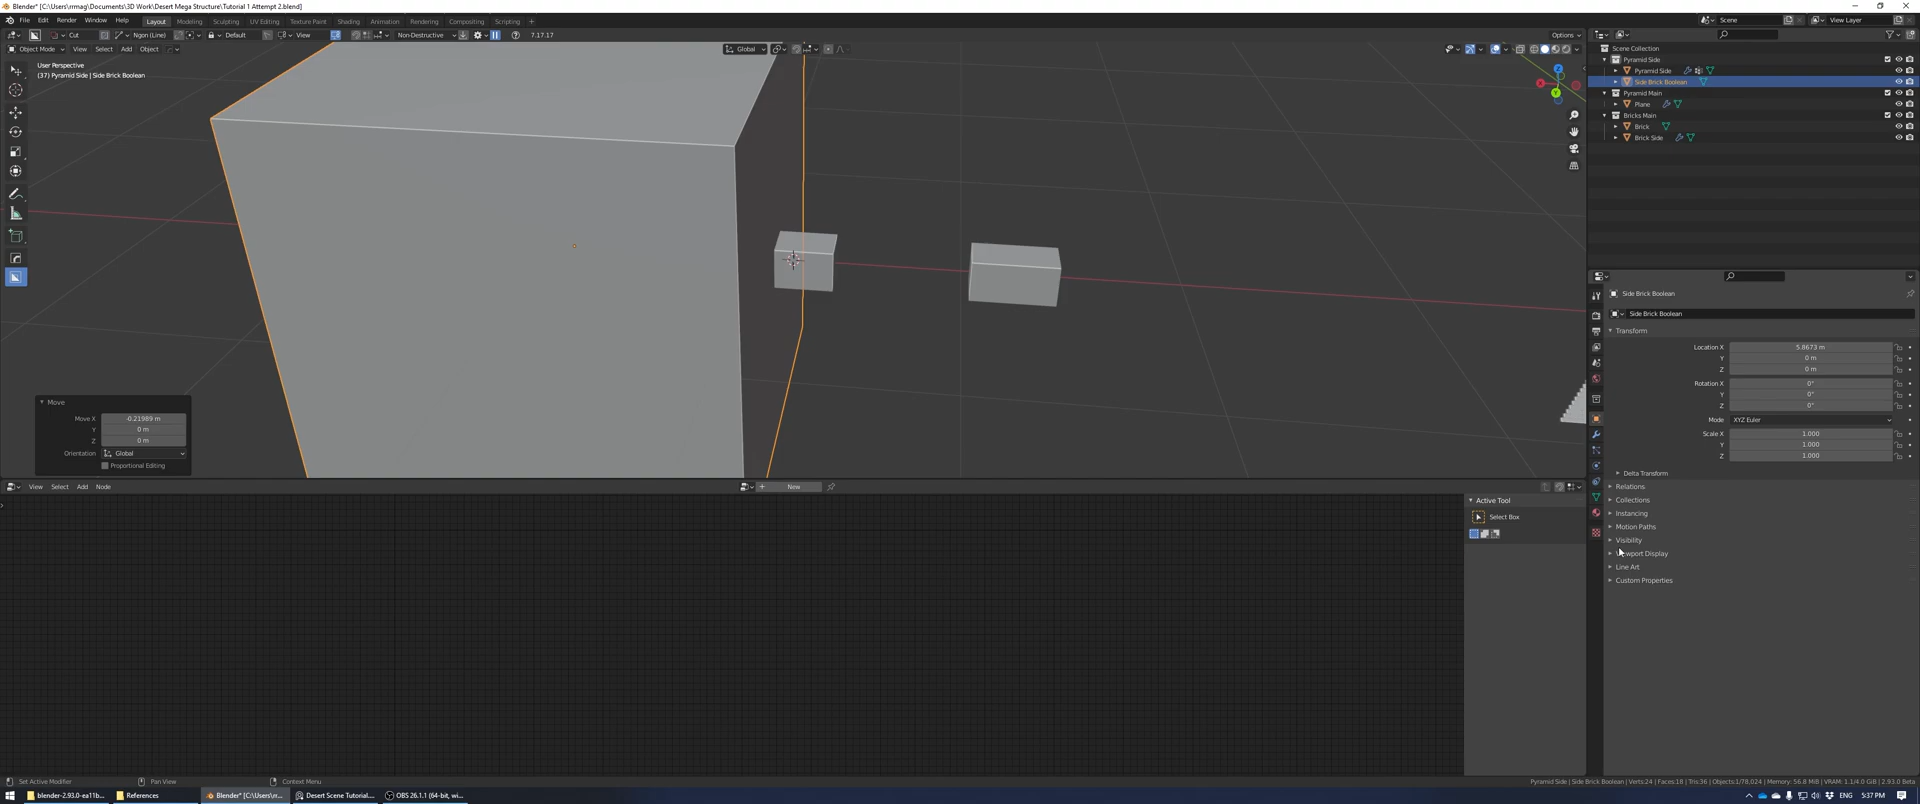 Blender* [C:\Users\rrmag\Documents\3D Work\Desert Mega Structure\Tutorial 1 Attempt 2.blend]
File Edit Render Window Help Layout Modeling Sculpting UV Editing Texture Paint Shading Animation Rendering Compositing Scripting + Scene View Layer
Cut Ngon (Line) Default View Non-Destructive 7.17.17 Options
Object Mode View Select Add Object Global
User Perspective
(37) Pyramid Side | Side Brick Boolean
Scene Collection
Pyramid Side
Pyramid Side
Side Brick Boolean
Pyramid Main
Plane
Bricks Main
Brick
Brick Side
Z
X
Y
Side Brick Boolean
Side Brick Boolean
Transform
Location X 5.8673 m
Y 0 m
Z 0 m
Rotation X 0°
Y 0°
Z 0°
Mode XYZ Euler
Scale X 1.000
Y 1.000
Z 1.000
Delta Transform
Relations
Collections
Instancing
Motion Paths
Visibility
Viewport Display
Line Art
Custom Properties
Move
Move X -0.21989 m
Y 0 m
Z 0 m
Orientation Global
Proportional Editing
View Select Add Node New
Active Tool
Select Box
Set Active Modifier Pan View Context Menu
Pyramid Side | Side Brick Boolean | Verts:24 | Faces:18 | Tris:36 | Objects:1/78,024 | Memory: 56.8 MiB | VRAM: 1.1/4.0 GiB | 2.93.0 Beta
blender-2.93.0-ea11b... References Blender* [C:\Users\rr... Desert Scene Tutorial.... OBS 26.1.1 (64-bit, wi... ENG 5:37 PM